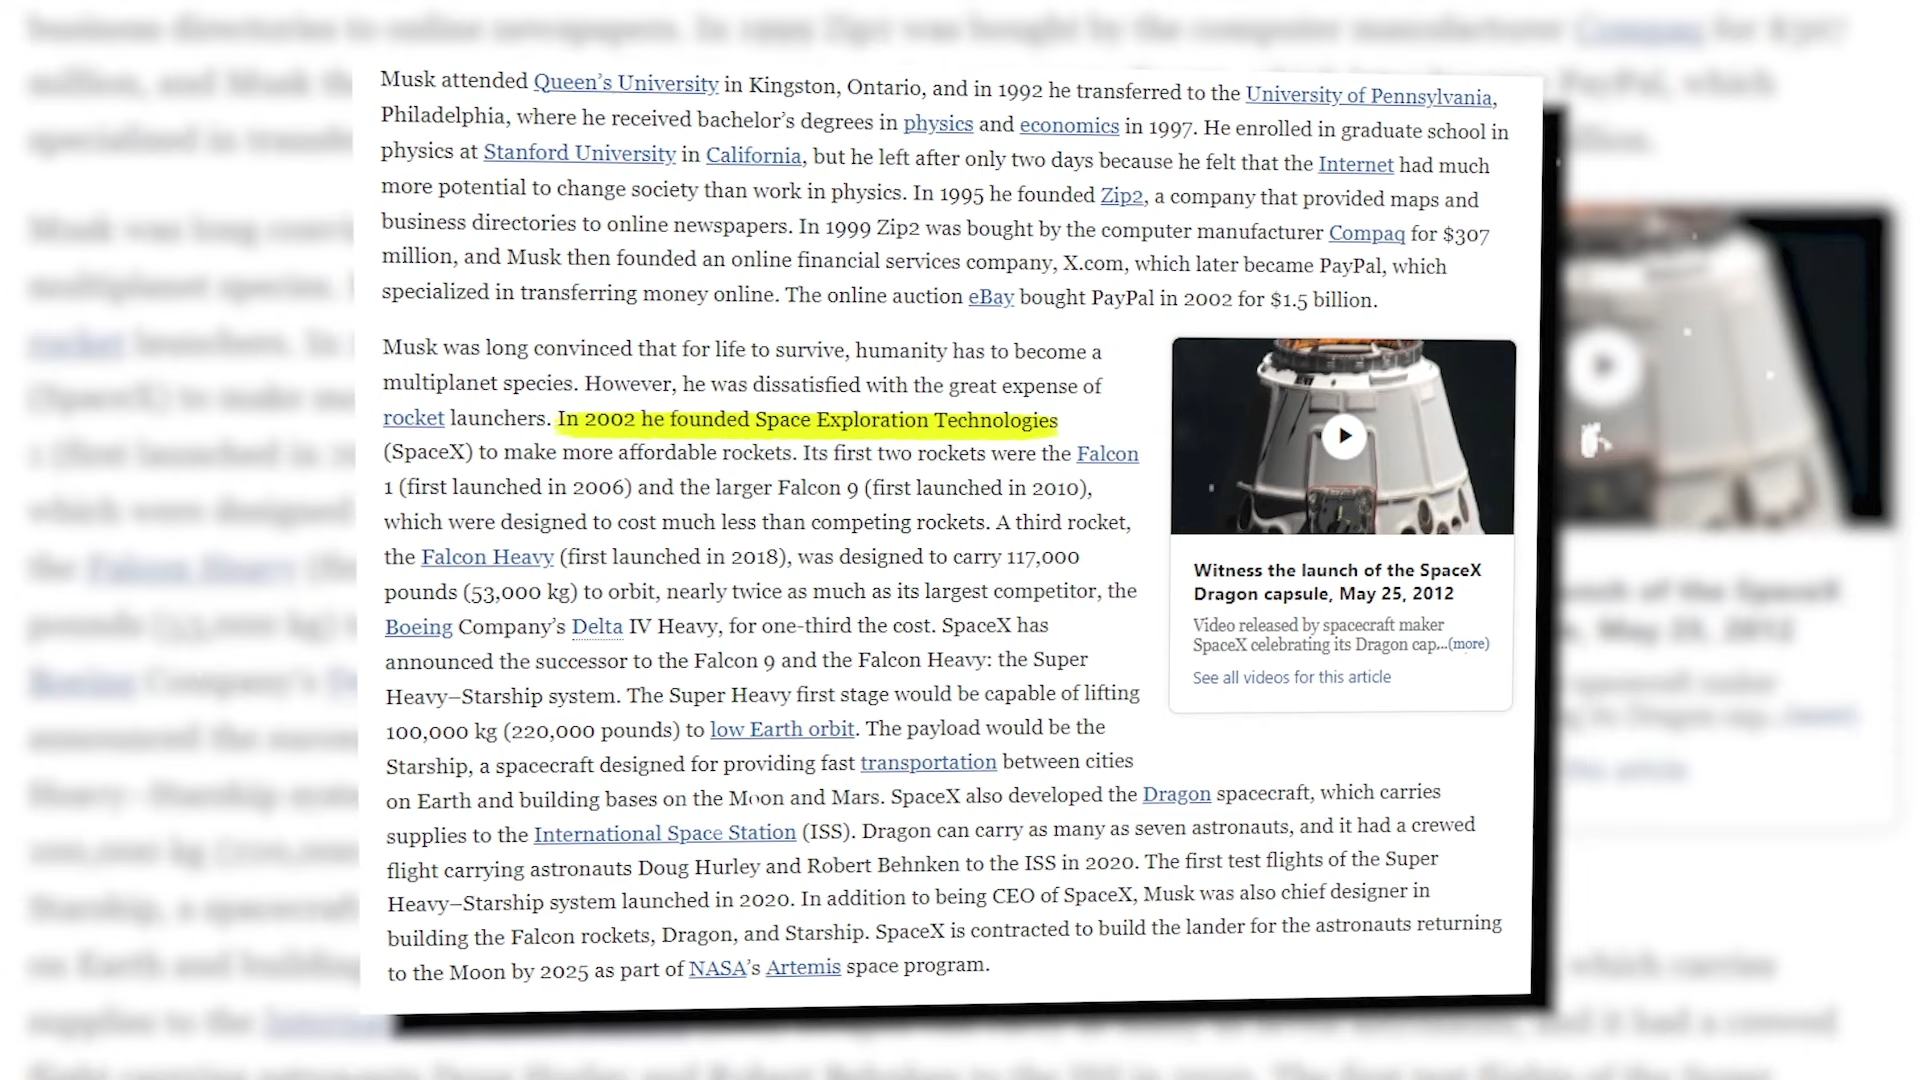 Musk attended Queen's University in Kingston, Ontario, and in 1992 he transferred to the University of Pennsylvania,
Philadelphia, where he received bachelor's degrees in physics and economics in 1997. He enrolled in graduate school in
physics at Stanford University in California, but he left after only two days because he felt that the Internet had much
more potential to change society than work in physics. In 1995 he founded Zip2, a company that provided maps and
business directories to online newspapers. In 1999 Zip2 was bought by the computer manufacturer Compaq for $307
million, and Musk then founded an online financial services company, X.com, which later became PayPal, which
specialized in transferring money online. The online auction eBay bought PayPal in 2002 for $1.5 billion.
Musk was long convinced that for life to survive, humanity has to become a
multiplanet species. However, he was dissatisfied with the great expense of
rocket launchers. In 2002 he founded Space Exploration Technologies
(SpaceX) to make more affordable rockets. Its first two rockets were the Falcon
1 (first launched in 2006) and the larger Falcon 9 (first launched in 2010),
which were designed to cost much less than competing rockets. A third rocket,
the Falcon Heavy (first launched in 2018), was designed to carry 117,000
pounds (53,000 kg) to orbit, nearly twice as much as its largest competitor, the
Boeing Company's Delta IV Heavy, for one-third the cost. SpaceX has
announced the successor to the Falcon 9 and the Falcon Heavy: the Super
Heavy–Starship system. The Super Heavy first stage would be capable of lifting
100,000 kg (220,000 pounds) to low Earth orbit. The payload would be the
Starship, a spacecraft designed for providing fast transportation between cities
on Earth and building bases on the Moon and Mars. SpaceX also developed the Dragon spacecraft, which carries
supplies to the International Space Station (ISS). Dragon can carry as many as seven astronauts, and it had a crewed
flight carrying astronauts Doug Hurley and Robert Behnken to the ISS in 2020. The first test flights of the Super
Heavy–Starship system launched in 2020. In addition to being CEO of SpaceX, Musk was also chief designer in
building the Falcon rockets, Dragon, and Starship. SpaceX is contracted to build the lander for the astronauts returning
to the Moon by 2025 as part of NASA's Artemis space program.
Witness the launch of the SpaceX
Dragon capsule, May 25, 2012
Video released by spacecraft maker
SpaceX celebrating its Dragon cap...(more)
See all videos for this article